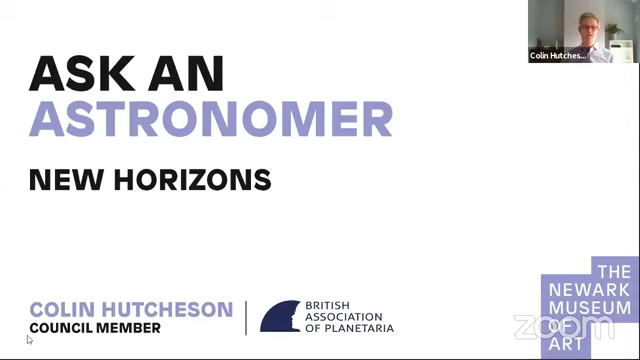 ASK AN
ASTRONOMER
NEW HORIZONS
Colin Hutches...
COLIN HUTCHESON
COUNCIL MEMBER
BRITISH
ASSOCIATION
OF PLANETARIA
THE
NEWARK
MUSEUM
OF
ART
zoom